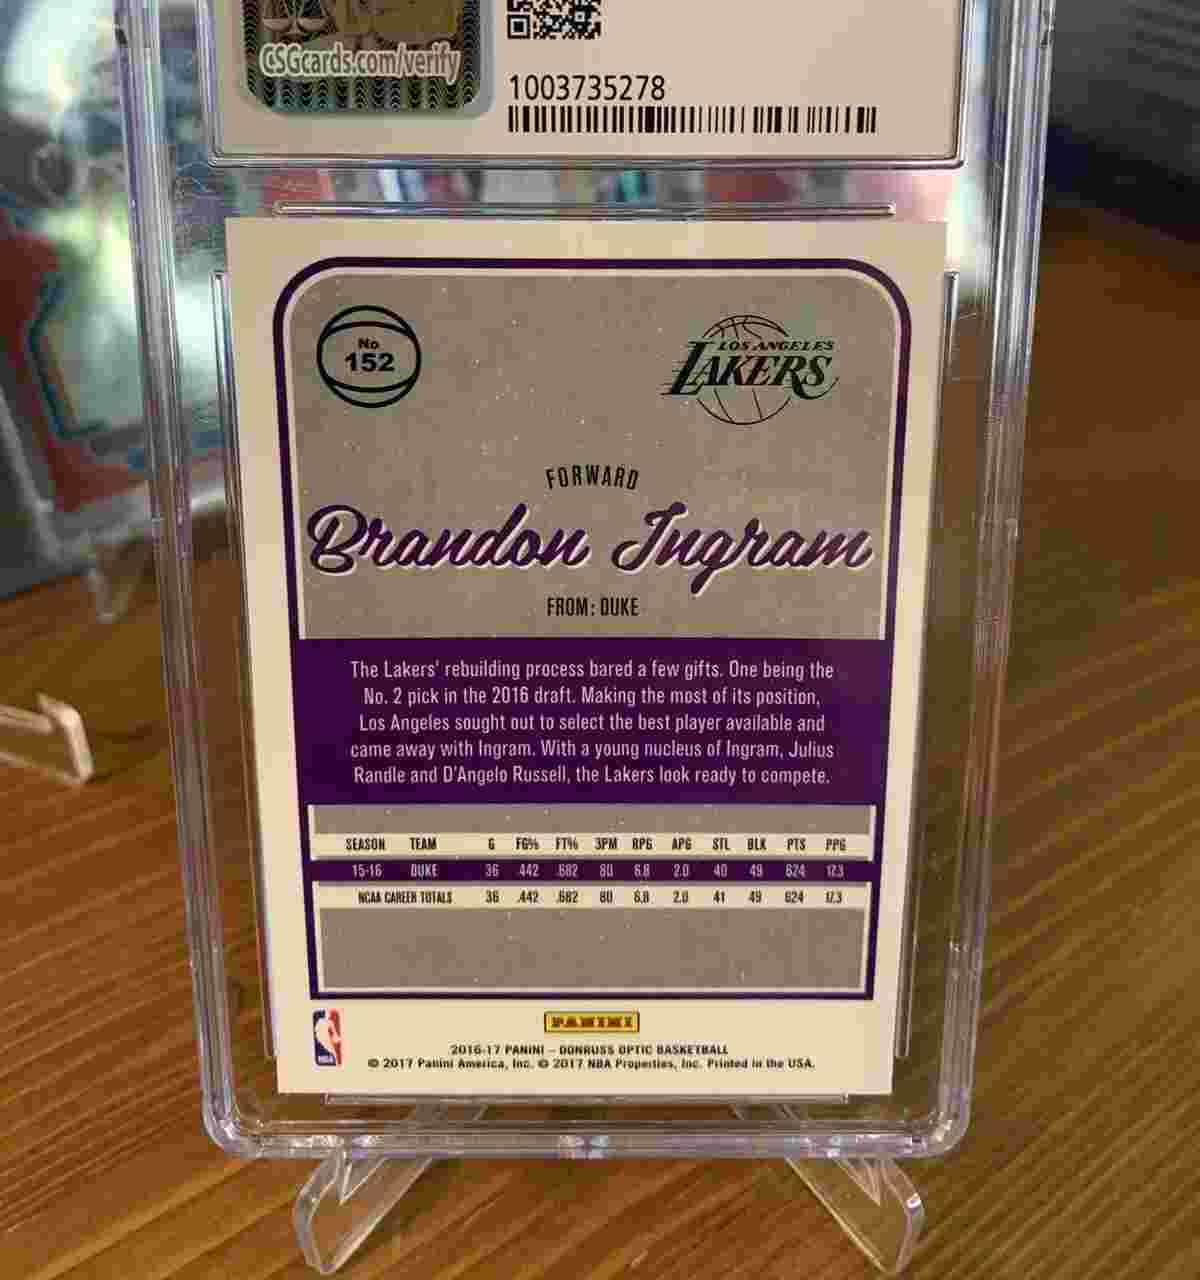 CSGcards.com/verify
1003735278
No
152
LOS ANGELES
LAKERS
FORWARD
Brandon Ingram
FROM: DUKE
The Lakers' rebuilding process bared a few gifts. One being the
No. 2 pick in the 2016 draft. Making the most of its position,
Los Angeles sought out to select the best player available and
came away with Ingram. With a young nucleus of Ingram, Julius
Randle and D'Angelo Russell, the Lakers look ready to compete.
SEASON TEAM G FG% FT% 3PM RPG APG STL BLK PTS PPG
15-16 DUKE 36 .442 .682 80 6.8 2.0 40 49 624 17.3
NCAA CAREER TOTALS 36 .442 .682 80 6.8 2.0 41 49 624 17.3
PANINI
NBA
2016-17 PANINI – DONRUSS OPTIC BASKETBALL
© 2017 Panini America, Inc. © 2017 NBA Properties, Inc. Printed in the USA.